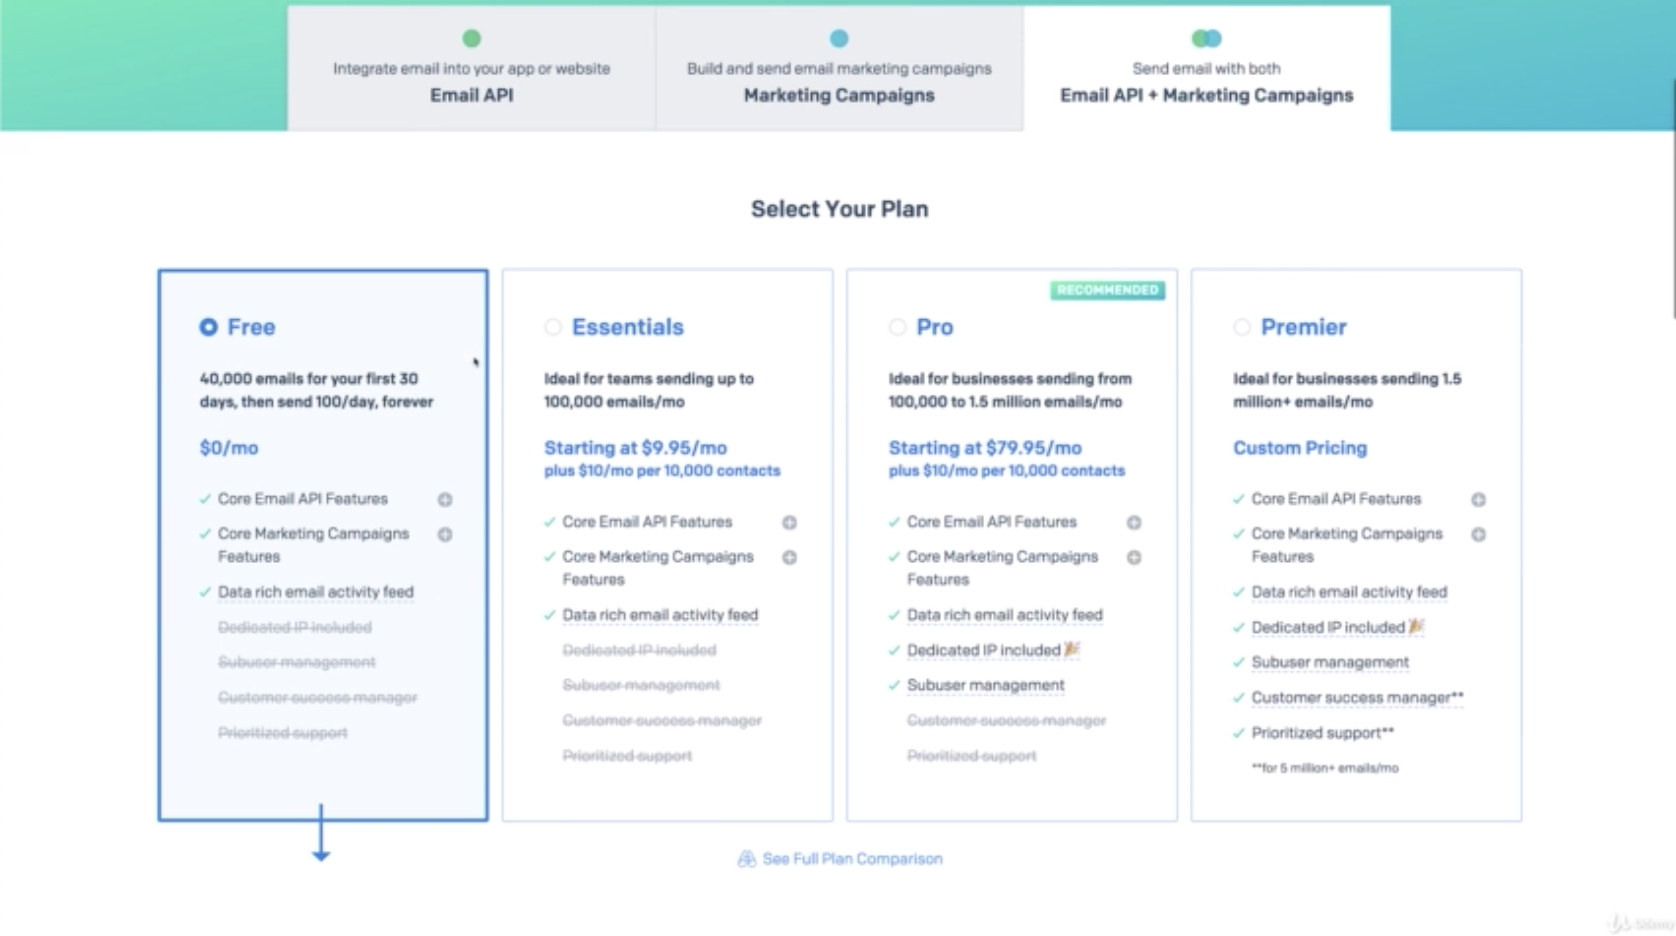 Integrate email into your app or website
Email API
Build and send email marketing campaigns
Marketing Campaigns
Send email with both
Email API + Marketing Campaigns
Select Your Plan
Free
40,000 emails for your first 30
days, then send 100/day, forever
$0/mo
Core Email API Features
Core Marketing Campaigns
Features
Data rich email activity feed
Dedicated IP included
Subuser management
Customer success manager
Prioritized support
Essentials
Ideal for teams sending up to
100,000 emails/mo
Starting at $9.95/mo
plus $10/mo per 10,000 contacts
Core Email API Features
Core Marketing Campaigns
Features
Data rich email activity feed
Dedicated IP included
Subuser management
Customer success manager
Prioritized support
RECOMMENDED
Pro
Ideal for businesses sending from
100,000 to 1.5 million emails/mo
Starting at $79.95/mo
plus $10/mo per 10,000 contacts
Core Email API Features
Core Marketing Campaigns
Features
Data rich email activity feed
Dedicated IP included
Subuser management
Customer success manager
Prioritized support
Premier
Ideal for businesses sending 1.5
million+ emails/mo
Custom Pricing
Core Email API Features
Core Marketing Campaigns
Features
Data rich email activity feed
Dedicated IP included
Subuser management
Customer success manager**
Prioritized support**
**for 5 million+ emails/mo
See Full Plan Comparison
Udemy